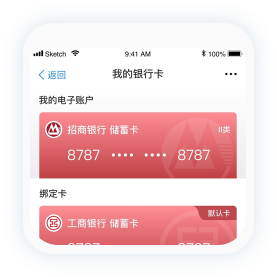 Sketch 9:41 AM 100%
返回 我的银行卡 •••
我的电子账户
招商银行 储蓄卡 II类
8787 •••• •••• 8787
绑定卡
默认卡
工商银行 储蓄卡
8787 8787